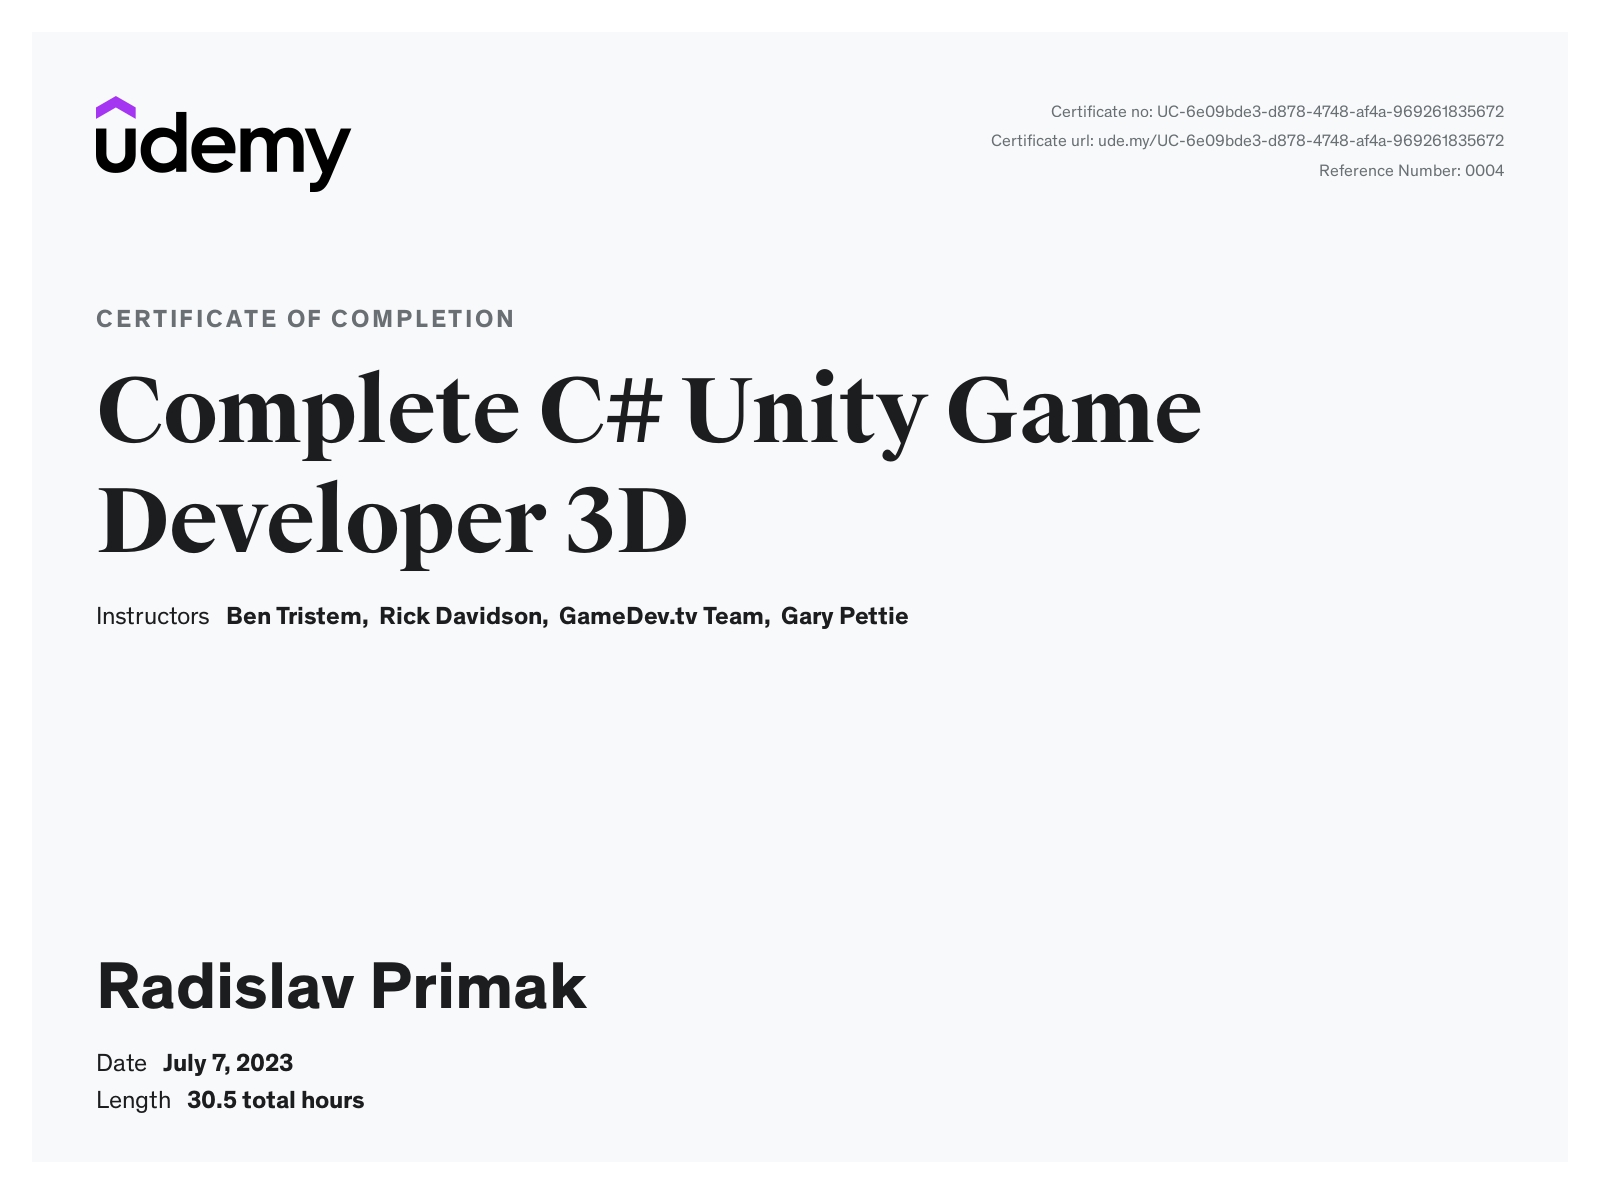 udemy
Certificate no: UC-6e09bde3-d878-4748-af4a-969261835672
Certificate url: ude.my/UC-6e09bde3-d878-4748-af4a-969261835672
Reference Number: 0004
CERTIFICATE OF COMPLETION
Complete C# Unity Game
Developer 3D
Instructors Ben Tristem, Rick Davidson, GameDev.tv Team, Gary Pettie
Radislav Primak
Date July 7, 2023
Length 30.5 total hours